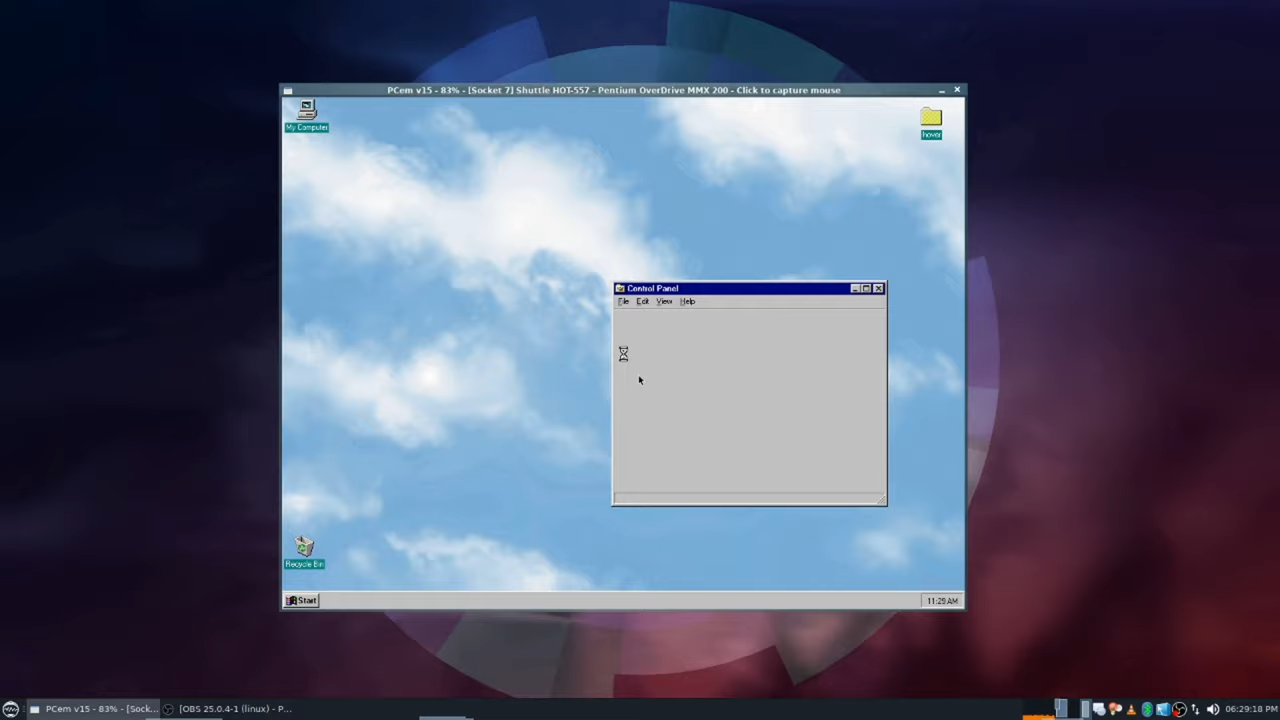 PCem v15 - 83% - [Socket 7] Shuttle HOT-557 - Pentium OverDrive MMX 200 - Click to capture mouse
My Computer
hover
Control Panel
File Edit View Help
Recycle Bin
Start
11:29 AM
PCem v15 - 83% - [Sock...
[OBS 25.0.4-1 (linux) - P...
06:29:18 PM